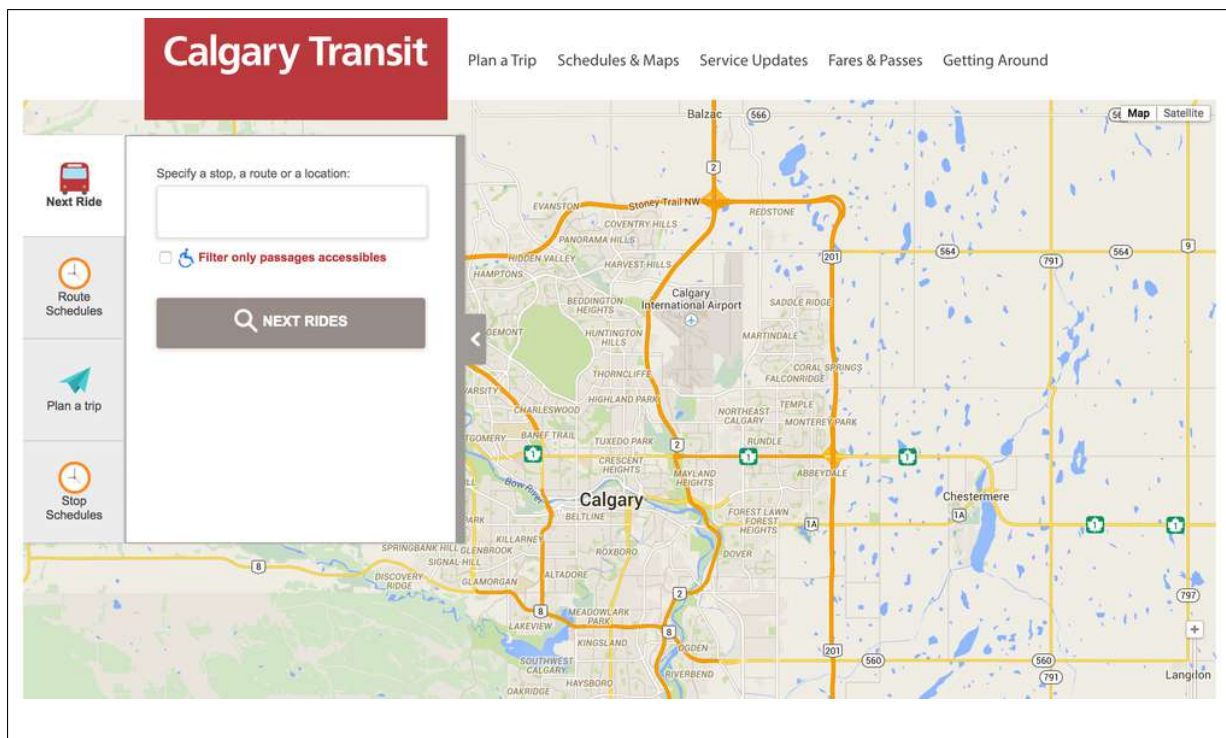 Calgary Transit
Plan a Trip Schedules & Maps Service Updates Fares & Passes Getting Around
Next Ride
Route
Schedules
Plan a trip
Stop
Schedules
Specify a stop, a route or a location:
Filter only passages accessibles
NEXT RIDES
Map Satellite
Balzac
566
2
Stoney Trail NW
EVANSTON
REDSTONE
COVENTRY HILLS
PANORAMA HILLS
HIDDEN VALLEY
HARVEST HILLS
HAMPTONS
201
564
791
564
9
BEDDINGTON
HEIGHTS
Calgary
International Airport
SADDLE RIDGE
HUNTINGTON
HILLS
MARTINDALE
THORNCLIFFE
CORAL SPRINGS
FALCONRIDGE
HIGHLAND PARK
CHARLESWOOD
NORTHEAST
CALGARY
TEMPLE
MONTEREY PARK
BANFF TRAIL
TUXEDO PARK
2
RUNDLE
1
1
1
CRESCENT
HEIGHTS
MAYLAND
HEIGHTS
ABBEYDALE
Bow River
Calgary
BELTLINE
FOREST LAWN
FOREST
HEIGHTS
1A
Chestermere
1A
1
1
KILLARNEY
SPRINGBANK HILL
GLENBROOK
SIGNAL HILL
ROXBORO
DOVER
8
DISCOVERY
RIDGE
GLAMORGAN
ALTADORE
2
797
8
MEADOWLARK
PARK
LAKEVIEW
8
KINGSLAND
OGDEN
201
560
560
791
SOUTHWEST
CALGARY
RIVERBEND
HAYSBORO
OAKRIDGE
Langdon